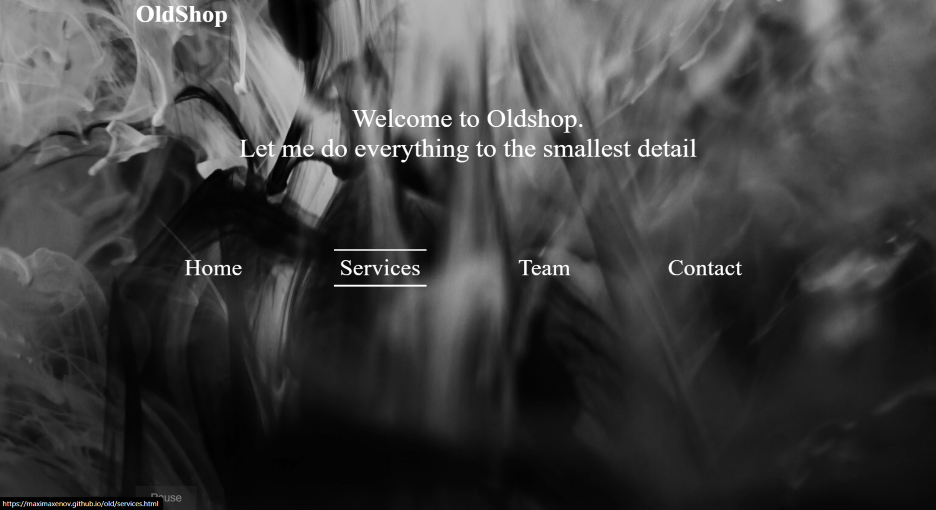 OldShop
Welcome to Oldshop.
Let me do everything to the smallest detail
Home Services Team Contact
Pause
https://maximaxenov.github.io/old/services.html